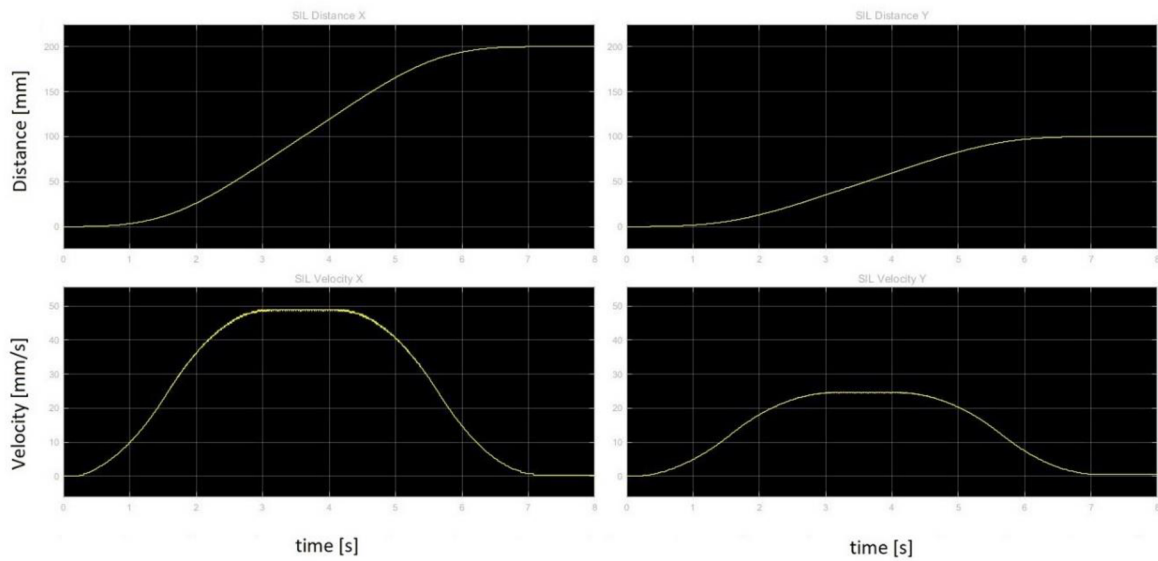 SIL Distance X
SIL Distance Y
Distance [mm]
200
150
100
50
0
200
150
100
50
0
0 1 2 3 4 5 6 7 8
0 1 2 3 4 5 6 7 8
SIL Velocity X
SIL Velocity Y
Velocity [mm/s]
50
40
30
20
10
0
50
40
30
20
10
0
0 1 2 3 4 5 6 7 8
0 1 2 3 4 5 6 7 8
time [s]
time [s]